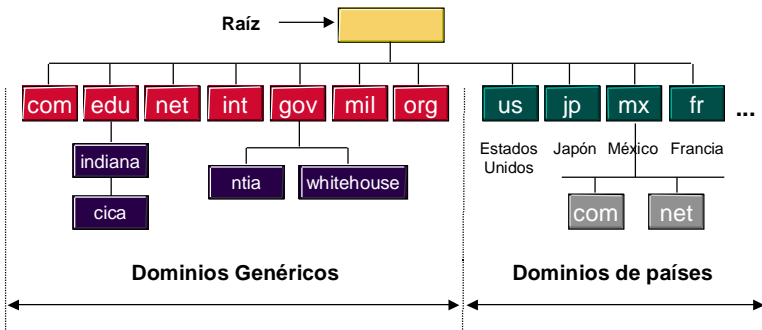 Raíz
com edu net int gov mil org us jp mx fr ...
Estados Unidos Japón México Francia
indiana ntia whitehouse
cica com net
Dominios Genéricos Dominios de países